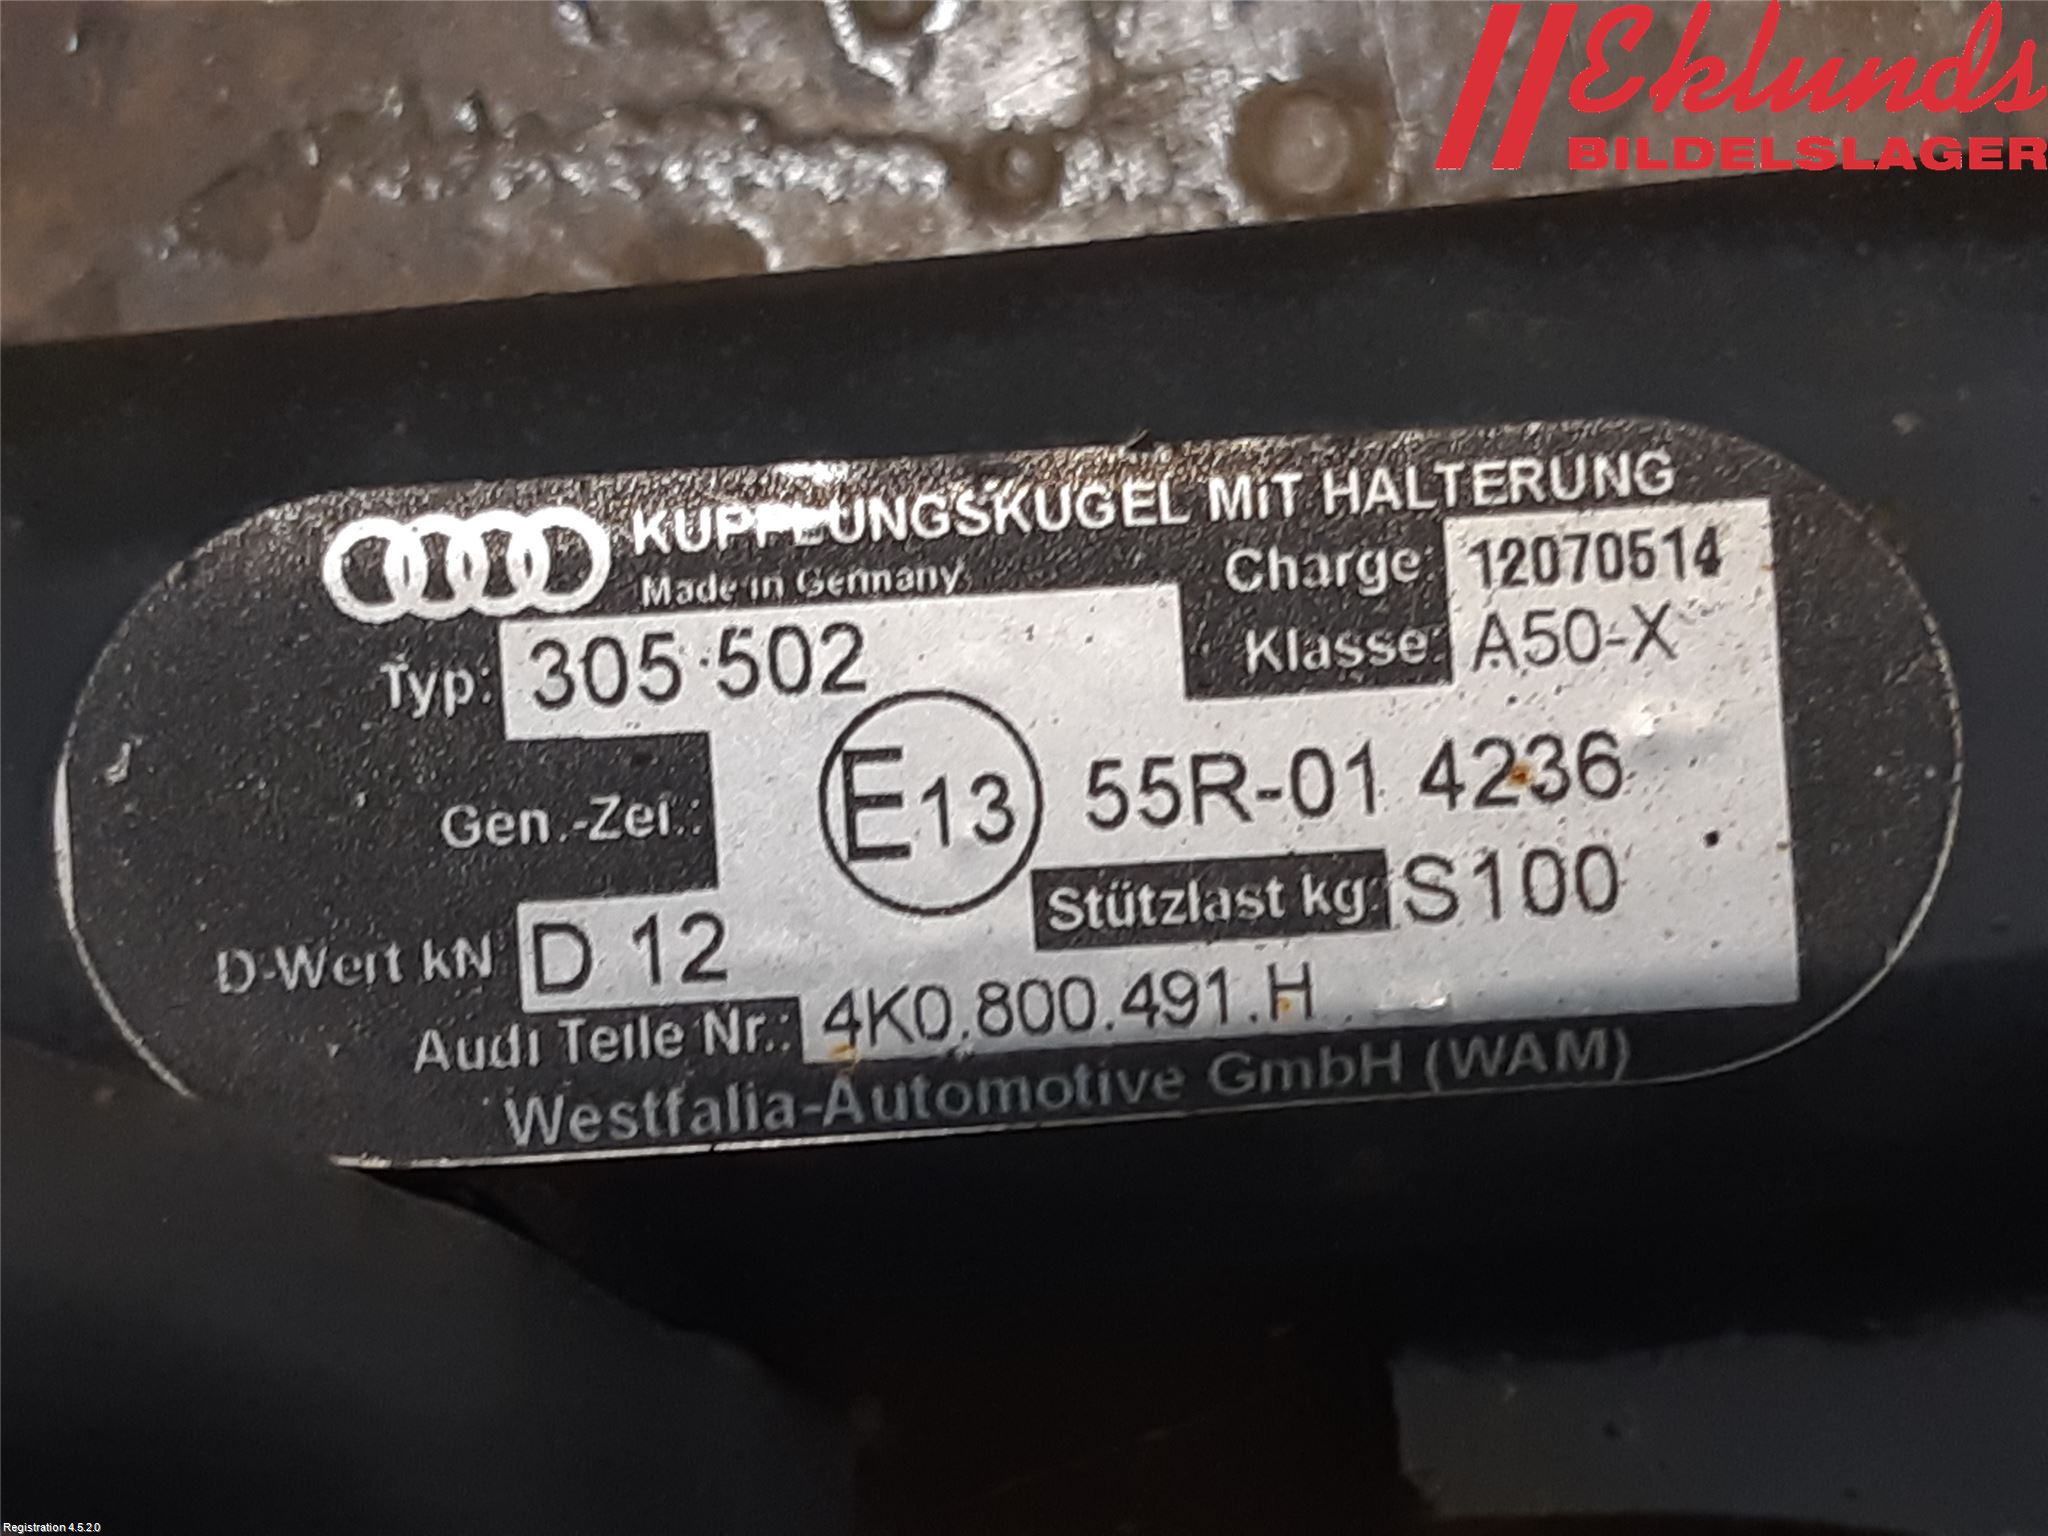 Eklunds
BILDELSLAGER
KUPPLUNGSKUGEL MiT HALTERUNG
Made in Germany
Charge: 12070514
Typ: 305 502
Klasse: A50-X
Gen.-Zei.: E13 55R-01 4236
Stützlast kg: S100
D-Wert kN D 12
Audi Teile Nr.: 4K0.800.491.H
Westfalia-Automotive GmbH (WAM)
Registration 4.5.2.0